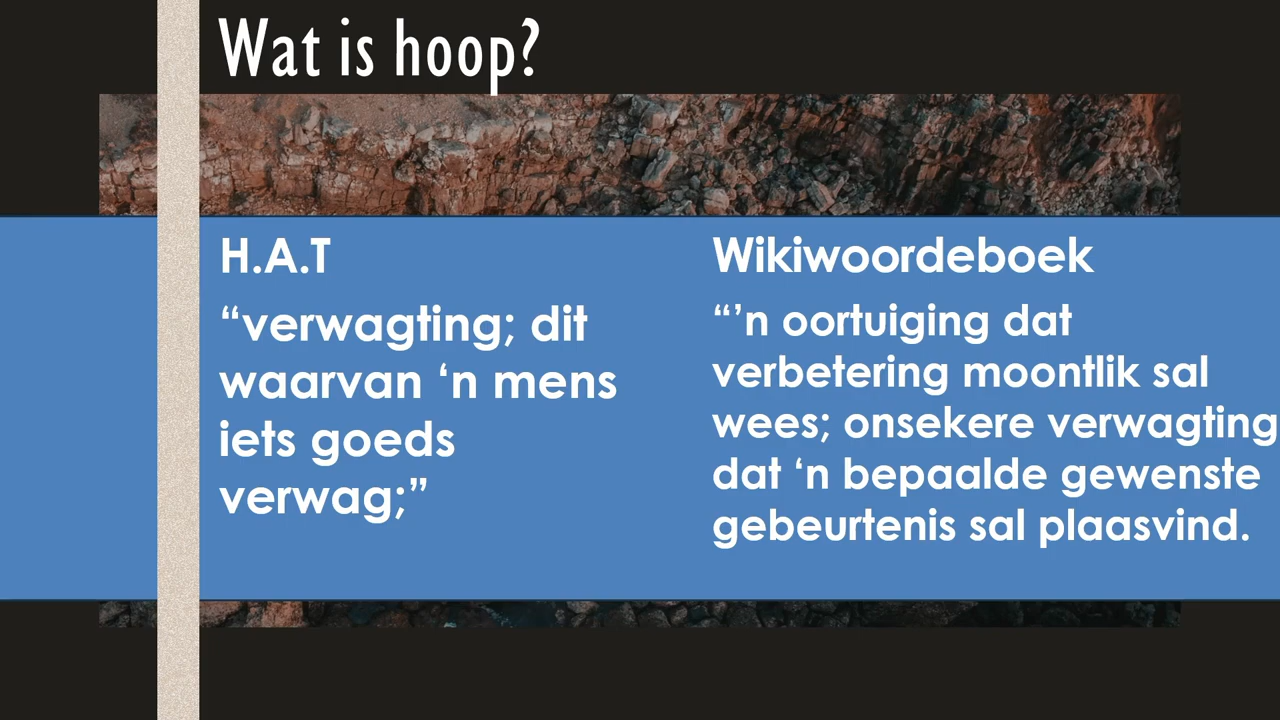 Wat is hoop?
H.A.T
“verwagting; dit
waarvan ‘n mens
iets goeds
verwag;”
Wikiwoordeboek
“’n oortuiging dat
verbetering moontlik sal
wees; onsekere verwagting
dat ‘n bepaalde gewenste
gebeurtenis sal plaasvind.